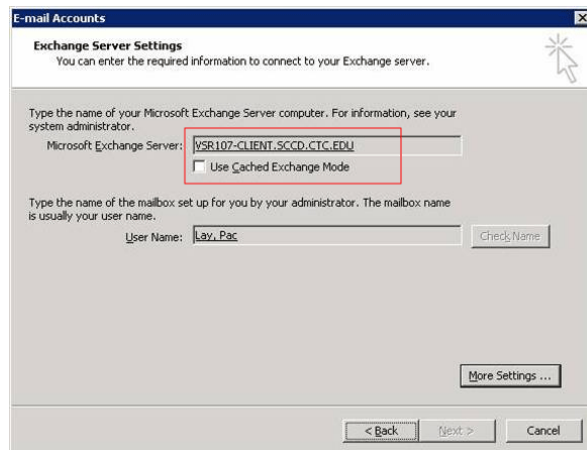 E-mail Accounts
Exchange Server Settings
You can enter the required information to connect to your Exchange server.
Type the name of your Microsoft Exchange Server computer. For information, see your
system administrator.
Microsoft Exchange Server: VSR107-CLIENT.SCCD.CTC.EDU
Use Cached Exchange Mode
Type the name of the mailbox set up for you by your administrator. The mailbox name
is usually your user name.
User Name: Lay, Pac Check Name
More Settings ...
< Back Next > Cancel